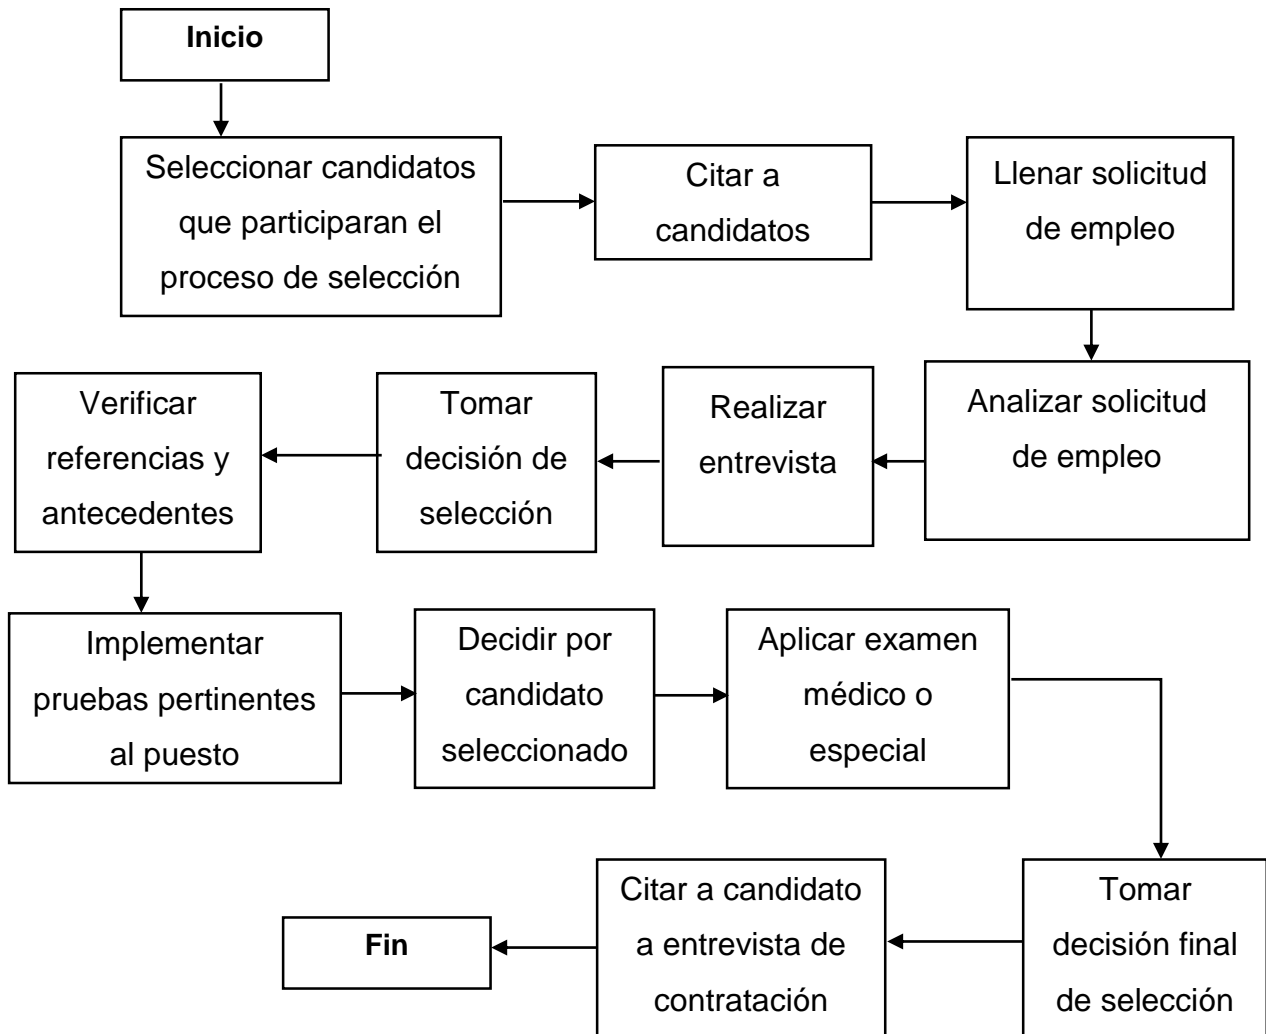 Inicio
Seleccionar candidatos
que participaran el
proceso de selección
Citar a
candidatos
Llenar solicitud
de empleo
Analizar solicitud
de empleo
Realizar
entrevista
Tomar
decisión de
selección
Verificar
referencias y
antecedentes
Implementar
pruebas pertinentes
al puesto
Decidir por
candidato
seleccionado
Aplicar examen
médico o
especial
Tomar
decisión final
de selección
Citar a candidato
a entrevista de
contratación
Fin